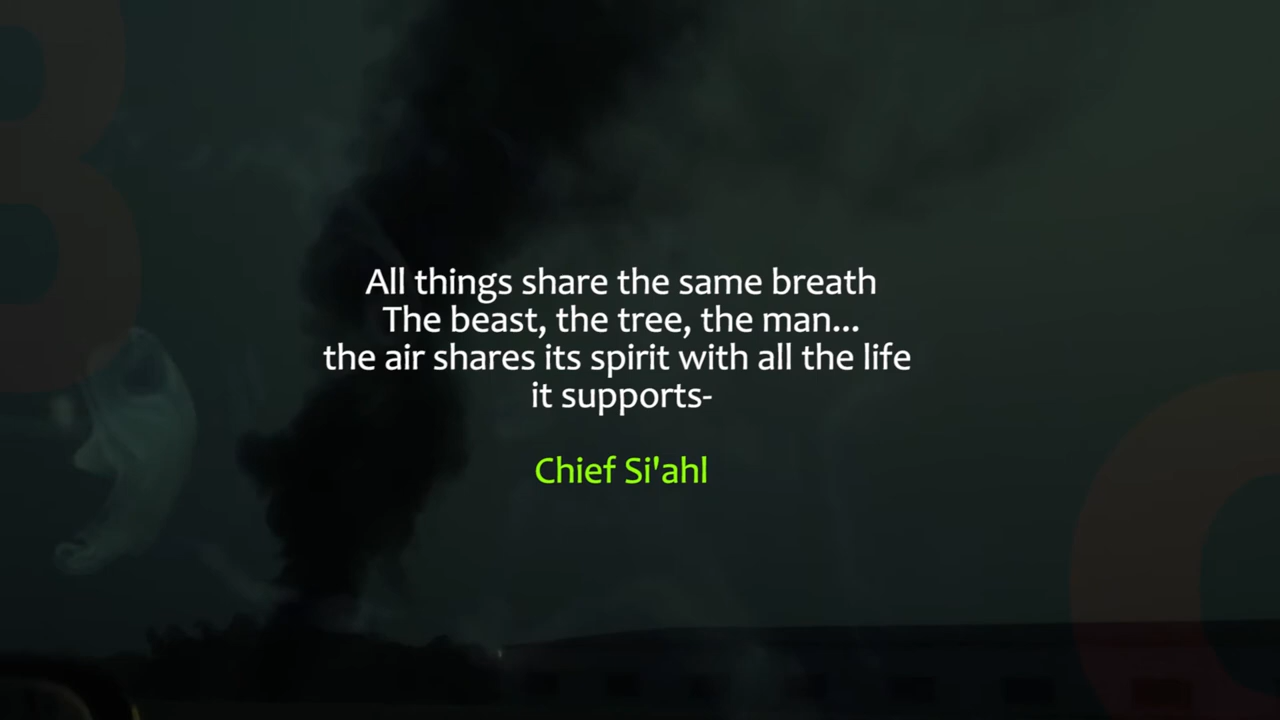 All things share the same breath
The beast, the tree, the man...
the air shares its spirit with all the life
it supports-
Chief Si'ahl